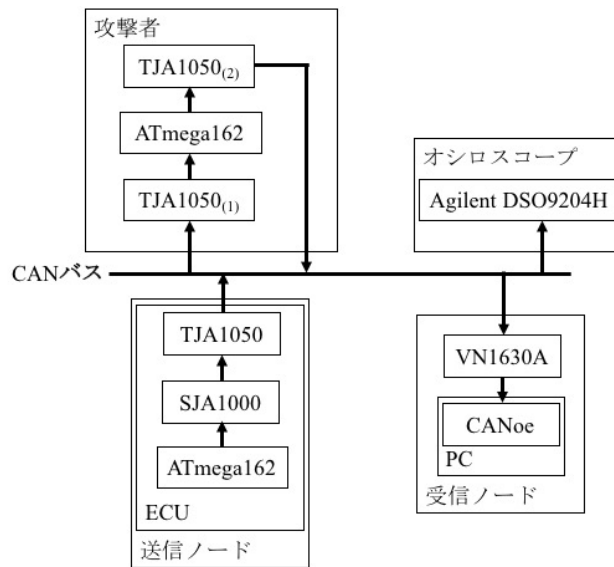 攻撃者
TJA1050(2)
ATmega162
TJA1050(1)
オシロスコープ
Agilent DSO9204H
CANバス
TJA1050
SJA1000
ATmega162
ECU
送信ノード
VN1630A
CANoe
PC
受信ノード